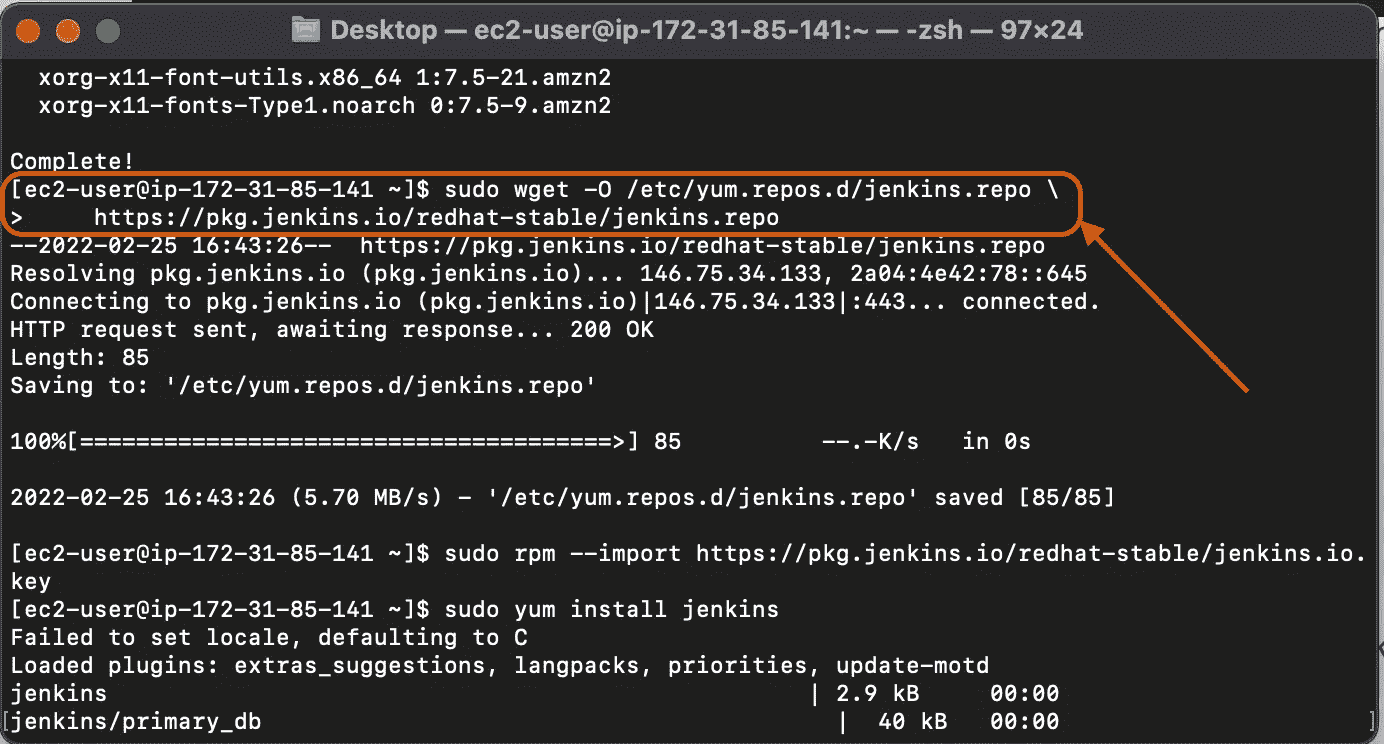 Desktop — ec2-user@ip-172-31-85-141:~ — -zsh — 97×24
xorg-x11-font-utils.x86_64 1:7.5-21.amzn2
xorg-x11-fonts-Type1.noarch 0:7.5-9.amzn2
Complete!
[ec2-user@ip-172-31-85-141 ~]$ sudo wget -O /etc/yum.repos.d/jenkins.repo \
>     https://pkg.jenkins.io/redhat-stable/jenkins.repo
--2022-02-25 16:43:26--  https://pkg.jenkins.io/redhat-stable/jenkins.repo
Resolving pkg.jenkins.io (pkg.jenkins.io)... 146.75.34.133, 2a04:4e42:78::645
Connecting to pkg.jenkins.io (pkg.jenkins.io)|146.75.34.133|:443... connected.
HTTP request sent, awaiting response... 200 OK
Length: 85
Saving to: '/etc/yum.repos.d/jenkins.repo'
100%[======================================>] 85          --.-K/s   in 0s
2022-02-25 16:43:26 (5.70 MB/s) - '/etc/yum.repos.d/jenkins.repo' saved [85/85]
[ec2-user@ip-172-31-85-141 ~]$ sudo rpm --import https://pkg.jenkins.io/redhat-stable/jenkins.io.
key
[ec2-user@ip-172-31-85-141 ~]$ sudo yum install jenkins
Failed to set locale, defaulting to C
Loaded plugins: extras_suggestions, langpacks, priorities, update-motd
jenkins                                                  | 2.9 kB     00:00
[jenkins/primary_db                                         |  40 kB   00:00                      ]